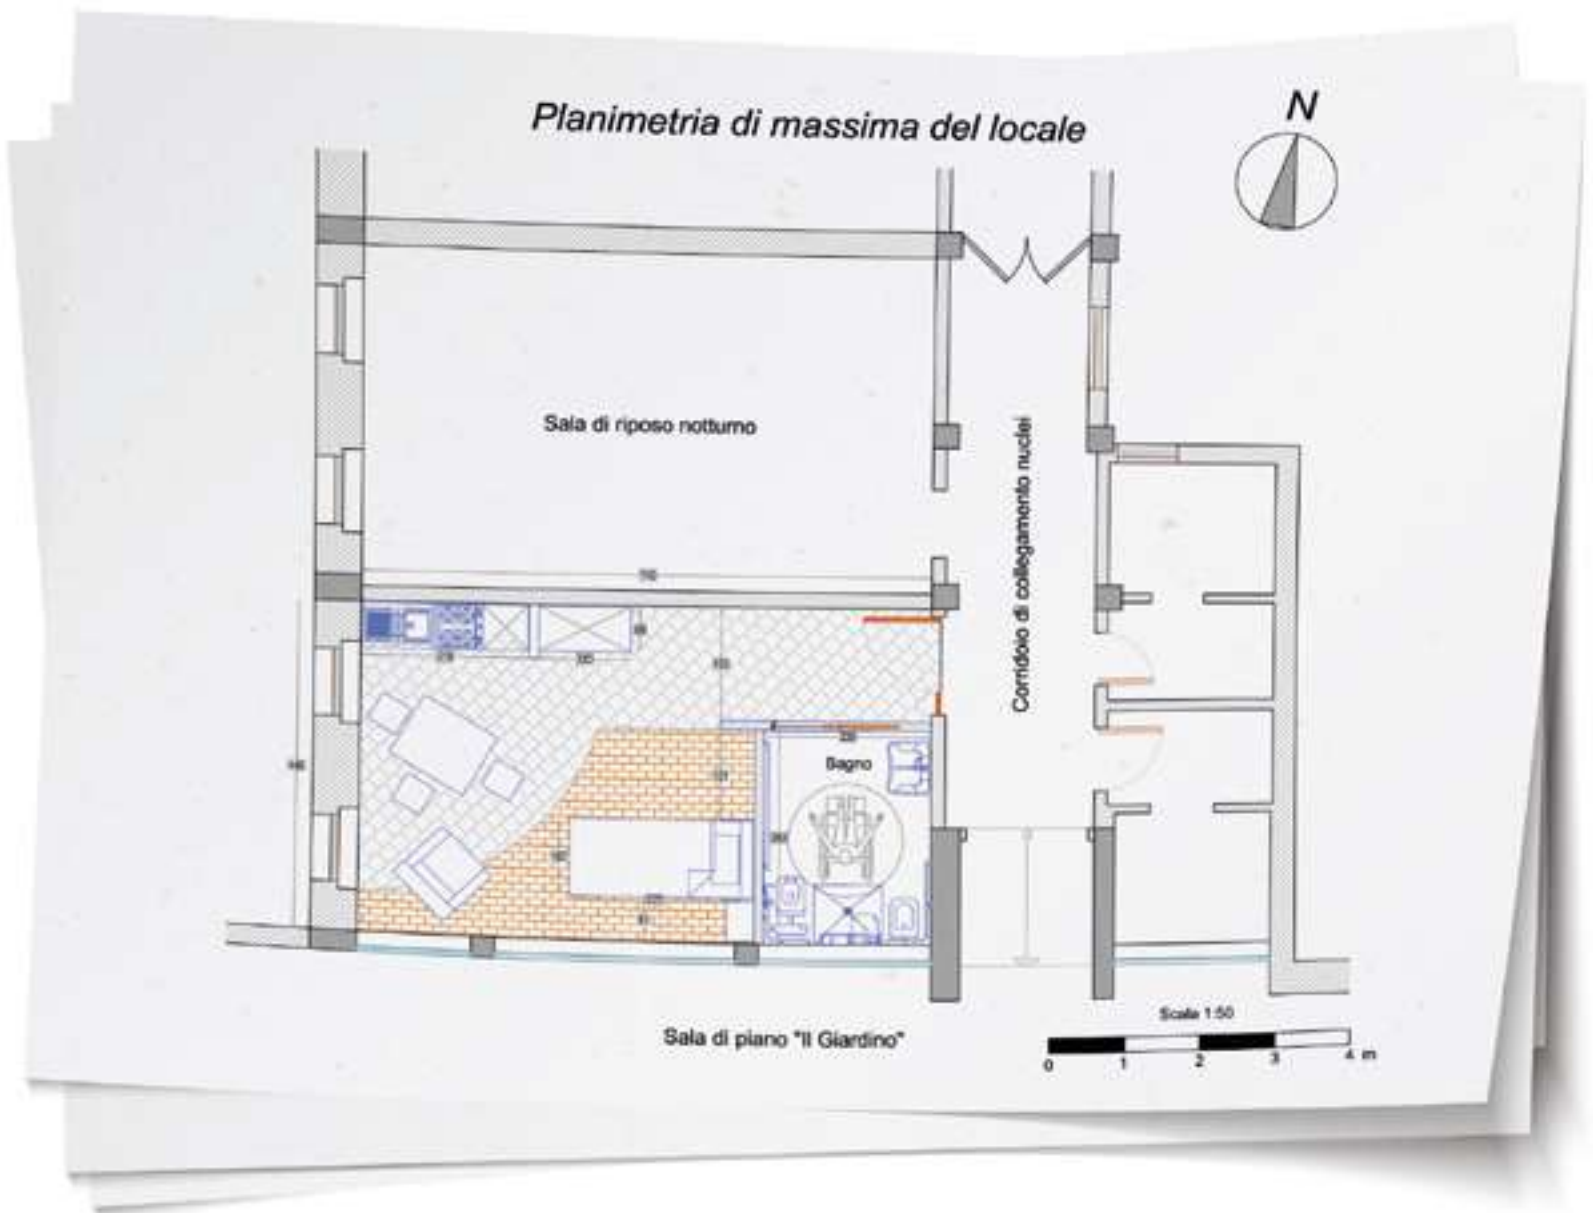 Planimetria di massima del locale
N
Sala di riposo notturno
Corridoio di collegamento nuclei
Bagno
Sala di piano "Il Giardino"
Scala 1:50
0 1 2 3 4 m